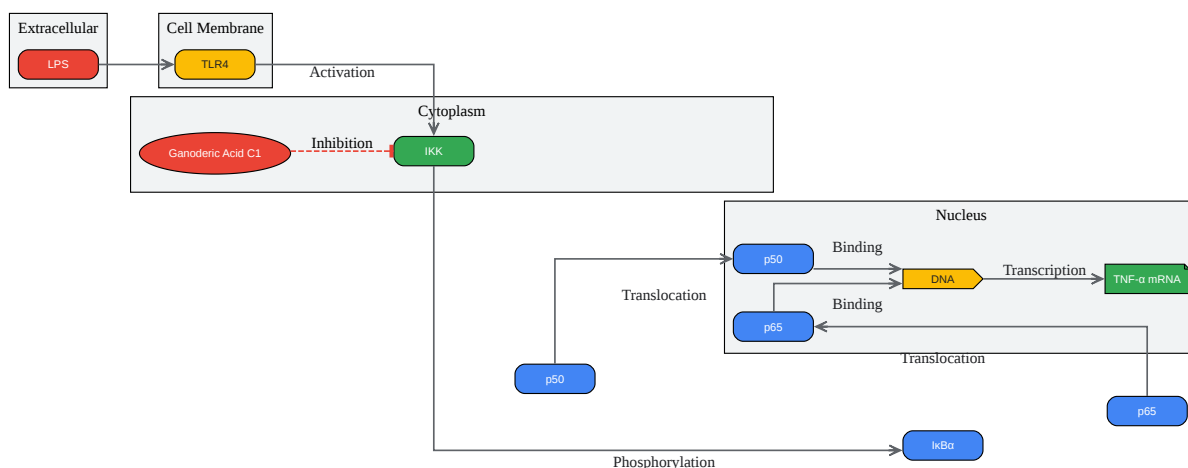 Extracellular
Cell Membrane
LPS
TLR4
Activation
Cytoplasm
Ganoderic Acid C1
Inhibition
IKK
Nucleus
p50
Binding
DNA
Transcription
TNF-α mRNA
Translocation
Binding
p65
Translocation
p50
p65
IκBα
Phosphorylation